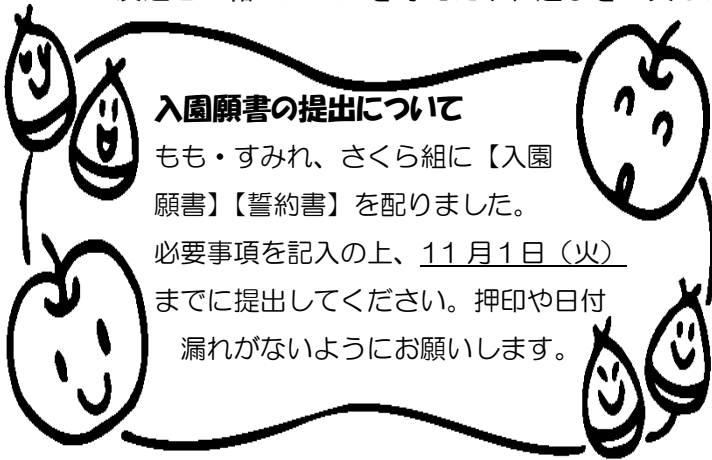 入園願書の提出について
もも・すみれ、さくら組に【入園
願書】【誓約書】を配りました。
必要事項を記入の上、11月1日（火）
までに提出してください。押印や日付
漏れがないようにお願いします。